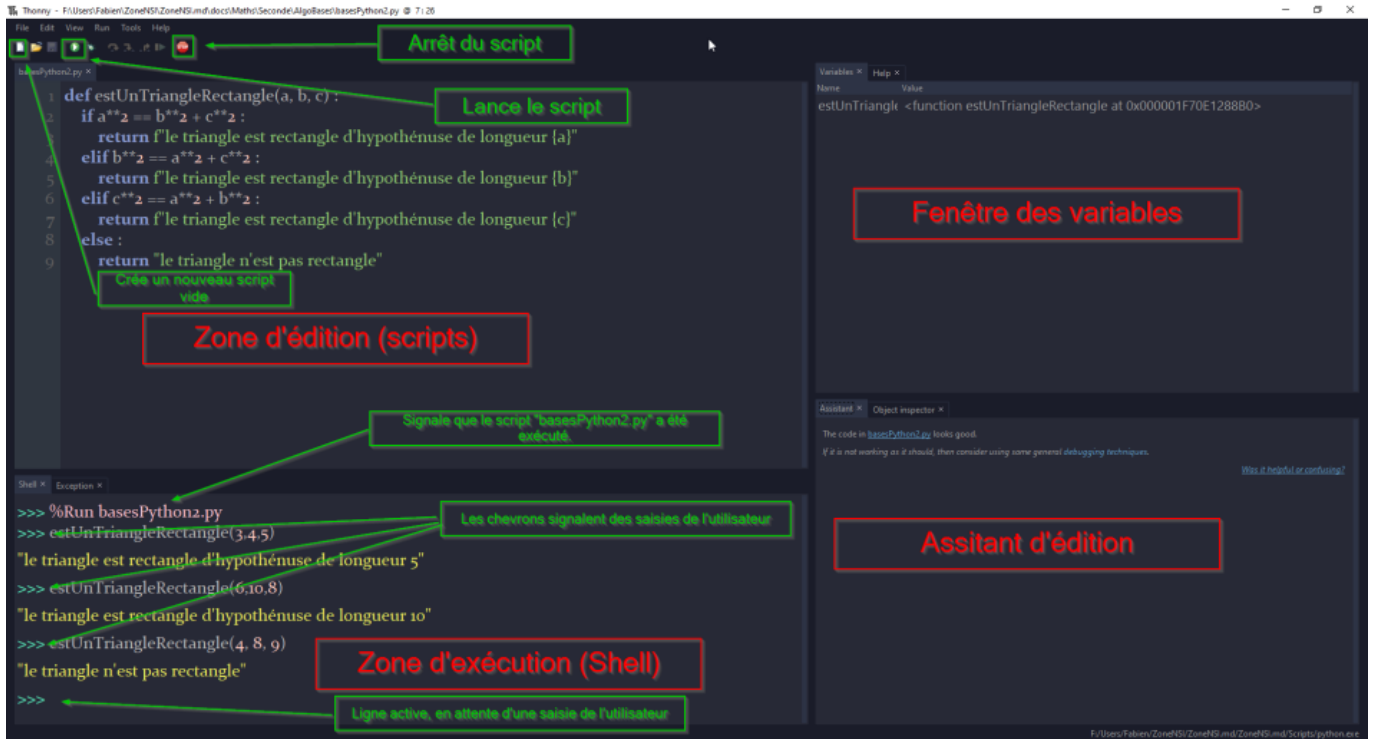 Thonny - F:\Users\Fabien\ZoneNSI\ZoneNSI.md\docs\Maths\Seconde\AlgoBases\basesPython2.py @ 7 : 26
File Edit View Run Tools Help
Arrêt du script
basesPython2.py ×
Lance le script
1 def estUnTriangleRectangle(a, b, c) :
2 if a**2 == b**2 + c**2 :
3 return f"le triangle est rectangle d'hypothénuse de longueur {a}"
4 elif b**2 == a**2 + c**2 :
5 return f"le triangle est rectangle d'hypothénuse de longueur {b}"
6 elif c**2 == a**2 + b**2 :
7 return f"le triangle est rectangle d'hypothénuse de longueur {c}"
8 else :
9 return "le triangle n'est pas rectangle"
Crée un nouveau script
vide
Zone d'édition (scripts)
Signale que le script "basesPython2.py" a été
exécuté.
Shell × Exception ×
>>> %Run basesPython2.py
>>> estUnTriangleRectangle(3,4,5)
Les chevrons signalent des saisies de l'utilisateur
"le triangle est rectangle d'hypothénuse de longueur 5"
>>> estUnTriangleRectangle(6,10,8)
"le triangle est rectangle d'hypothénuse de longueur 10"
>>> estUnTriangleRectangle(4, 8, 9)
"le triangle n'est pas rectangle"
Zone d'exécution (Shell)
>>>
Ligne active, en attente d'une saisie de l'utilisateur
Variables × Help ×
Name Value
estUnTriangle <function estUnTriangleRectangle at 0x000001F70E1288B0>
Fenêtre des variables
Assistant × Object inspector ×
The code in basesPython2.py looks good.
If it is not working as it should, then consider using some general debugging techniques.
Was it helpful or confusing?
Assitant d'édition
F:/Users/Fabien/ZoneNSI/ZoneNSI.md/ZoneNSI.md/Scripts/python.exe